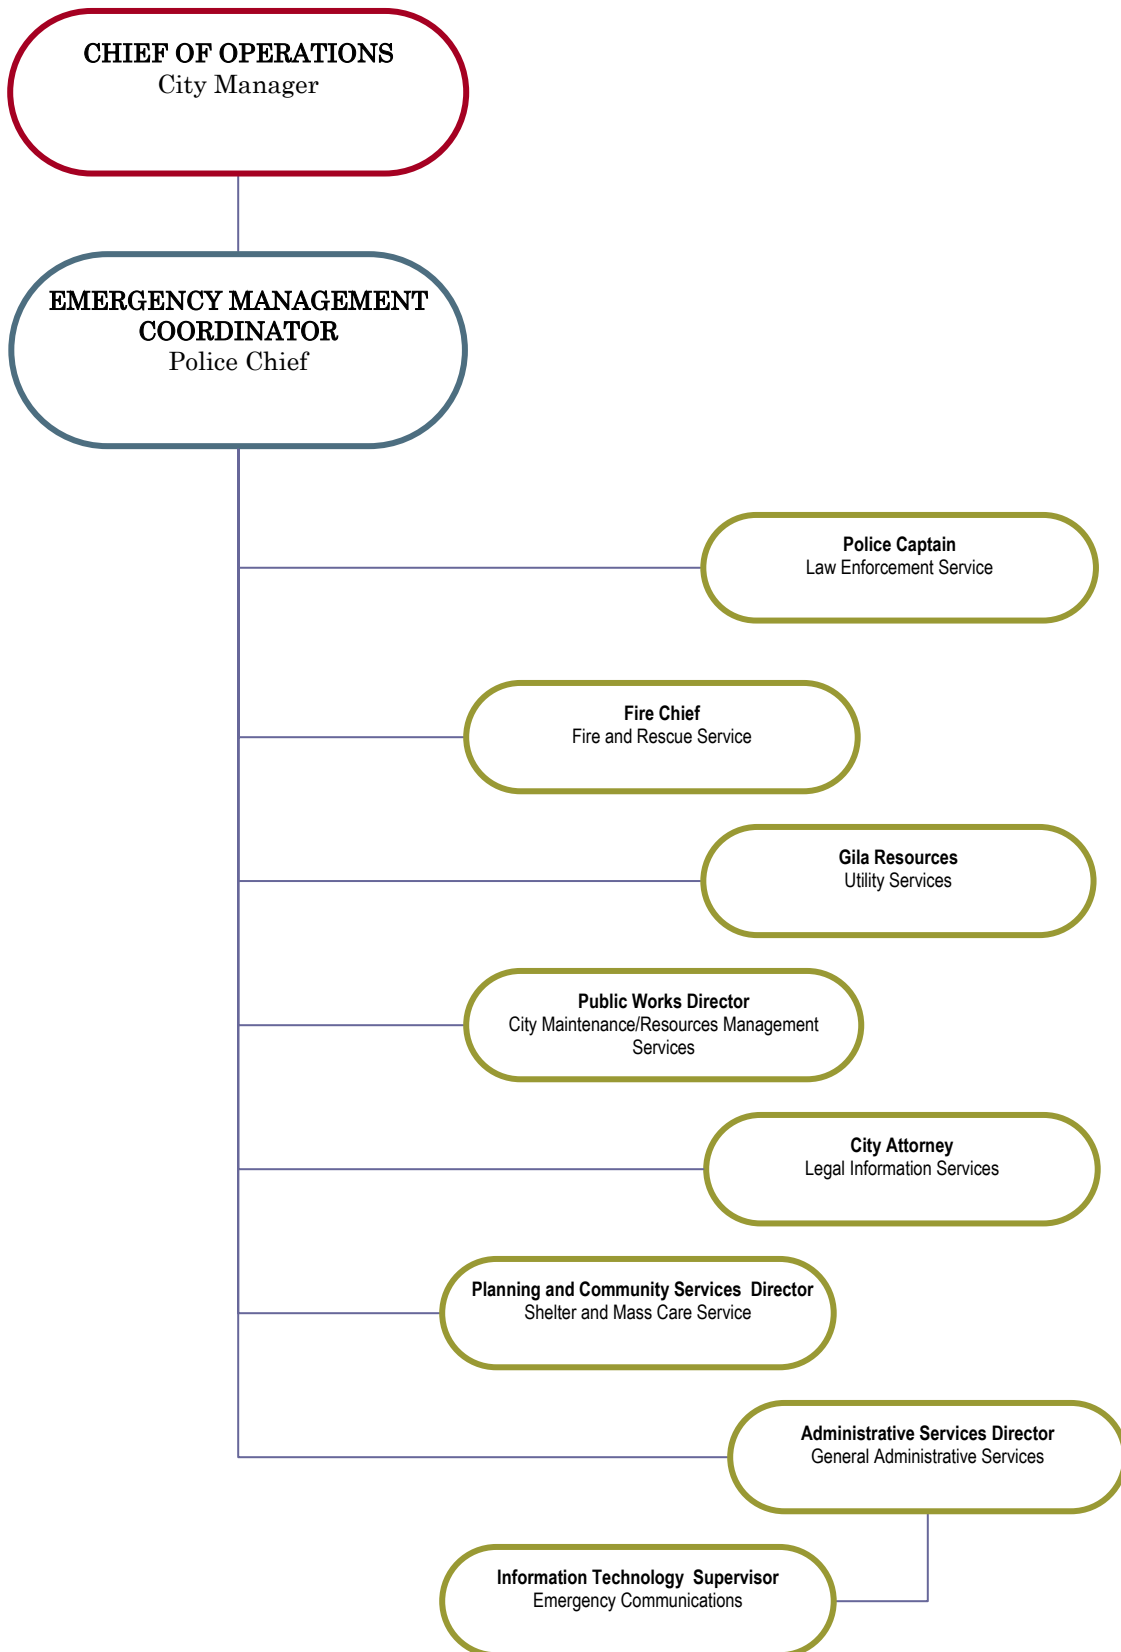 CHIEF OF OPERATIONS
City Manager
EMERGENCY MANAGEMENT
COORDINATOR
Police Chief
Police Captain
Law Enforcement Service
Fire Chief
Fire and Rescue Service
Gila Resources
Utility Services
Public Works Director
City Maintenance/Resources Management
Services
City Attorney
Legal Information Services
Planning and Community Services  Director
Shelter and Mass Care Service
Administrative Services Director
General Administrative Services
Information Technology  Supervisor
Emergency Communications